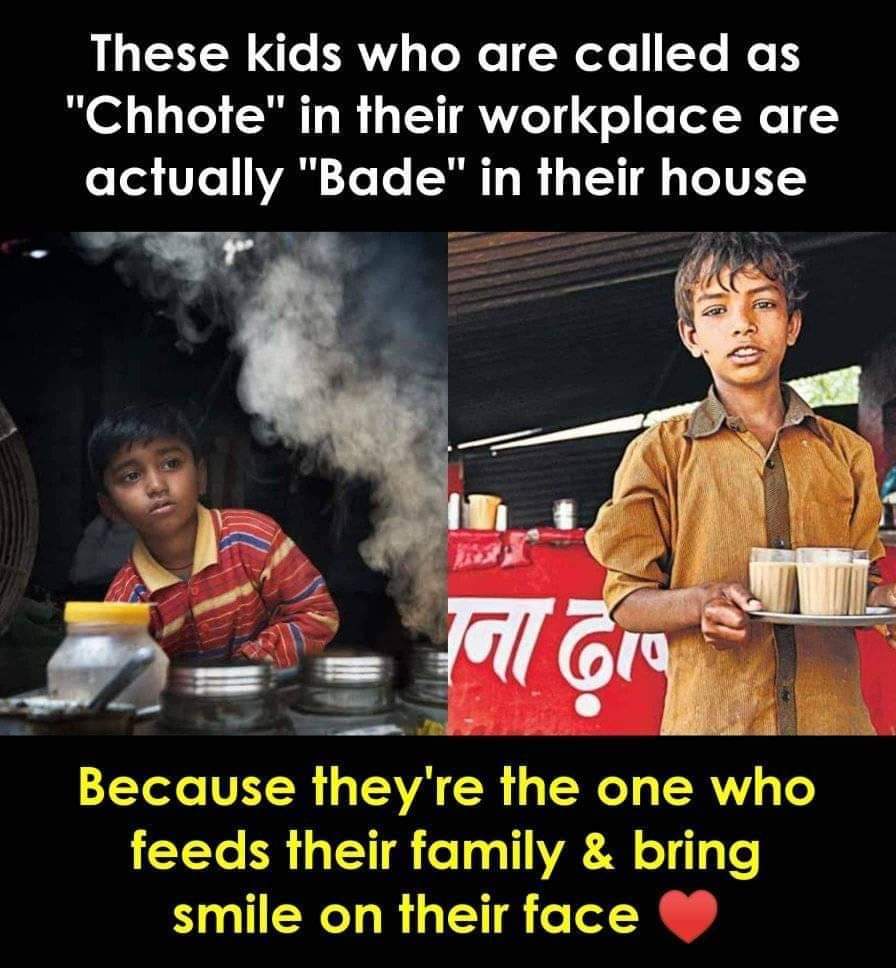 These kids who are called as
"Chhote" in their workplace are
actually "Bade" in their house
Because they're the one who
feeds their family & bring
smile on their face ❤️